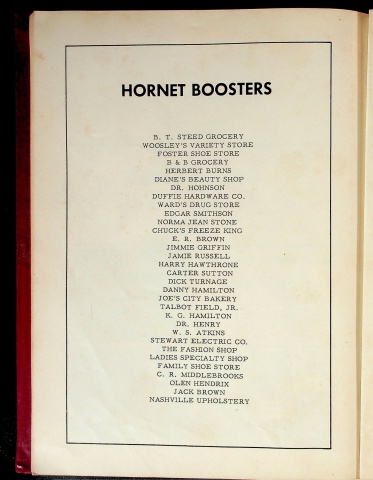 HORNET BOOSTERS
B. T. STEED GROCERY
WOOSLEY'S VARIETY STORE
FOSTER SHOE STORE
B & B GROCERY
HERBERT BURNS
DIANE'S BEAUTY SHOP
DR. HOHNSON
DUFFIE HARDWARE CO.
WARD'S DRUG STORE
EDGAR SMITHSON
NORMA JEAN STONE
CHUCK'S FREEZE KING
E. R. BROWN
JIMMIE GRIFFIN
JAMIE RUSSELL
HARRY HAWTHRONE
CARTER SUTTON
DICK TURNAGE
DANNY HAMILTON
JOE'S CITY BAKERY
TALBOT FIELD, JR.
K. G. HAMILTON
DR. HENRY
W. S. ATKINS
STEWART ELECTRIC CO.
THE FASHION SHOP
LADIES SPECIALTY SHOP
FAMILY SHOE STORE
C. R. MIDDLEBROOKS
OLEN HENDRIX
JACK BROWN
NASHVILLE UPHOLSTERY